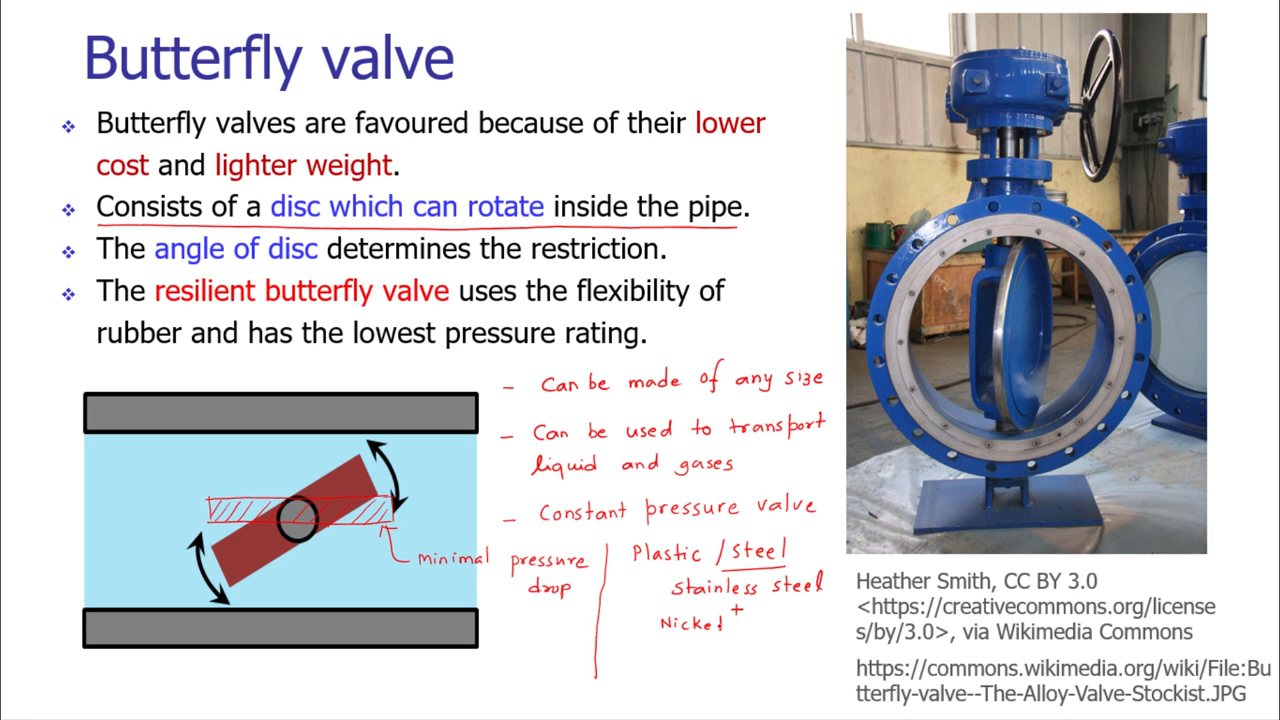 Butterfly valve
Butterfly valves are favoured because of their lower
cost and lighter weight.
Consists of a disc which can rotate inside the pipe.
The angle of disc determines the restriction.
The resilient butterfly valve uses the flexibility of
rubber and has the lowest pressure rating.
- Can be made of any size
- Can be used to transport
liquid and gases
- Constant pressure valve
minimal pressure
drop
Plastic / steel
stainless steel
+
Nickel
Heather Smith, CC BY 3.0
<https://creativecommons.org/license
s/by/3.0>, via Wikimedia Commons
https://commons.wikimedia.org/wiki/File:Bu
tterfly-valve--The-Alloy-Valve-Stockist.JPG